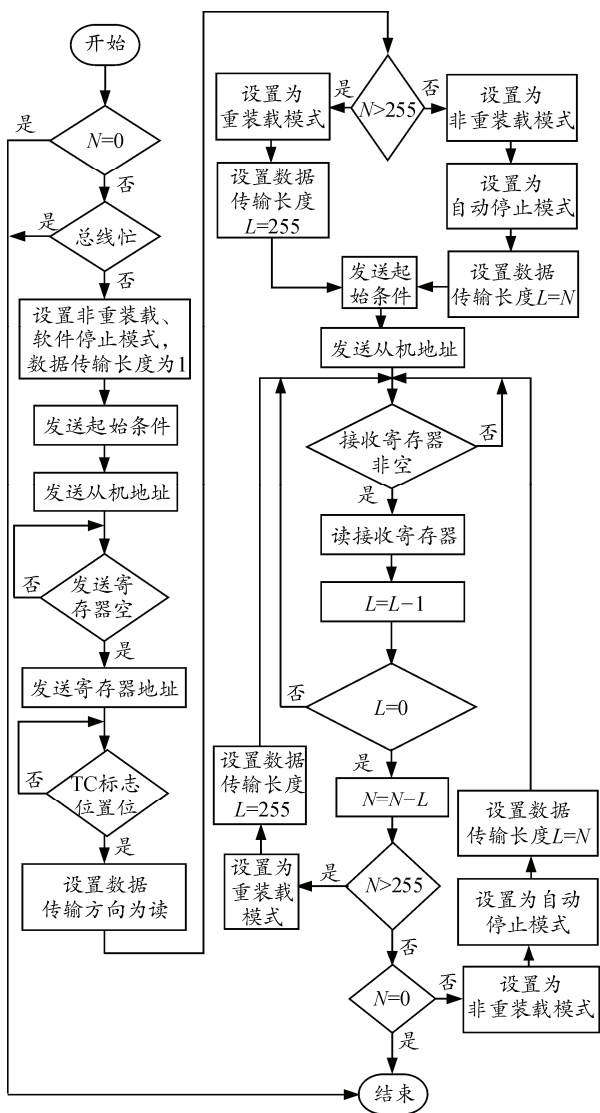 开始
是
N=0
否
是
总线忙
否
设置非重装载、
软件停止模式，
数据传输长度为1
发送起始条件
发送从机地址
否
发送寄
存器空
是
发送寄存器地址
否
TC标志
位置位
是
设置数据
传输方向为读
设置为
重装载模式
是
N>255
否
设置为
非重装载模式
设置数据
传输长度
L=255
设置为
自动停止模式
发送起
始条件
设置数据
传输长度L=N
发送从机地址
接收寄存器
非空
否
是
读接收寄存器
L=L−1
否
L=0
是
设置数据
传输长度
L=255
N=N−L
设置数据
传输长度L=N
设置为
重装载
模式
是
N>255
设置为自动
停止模式
否
N=0
否
设置为
非重装载模式
是
结束